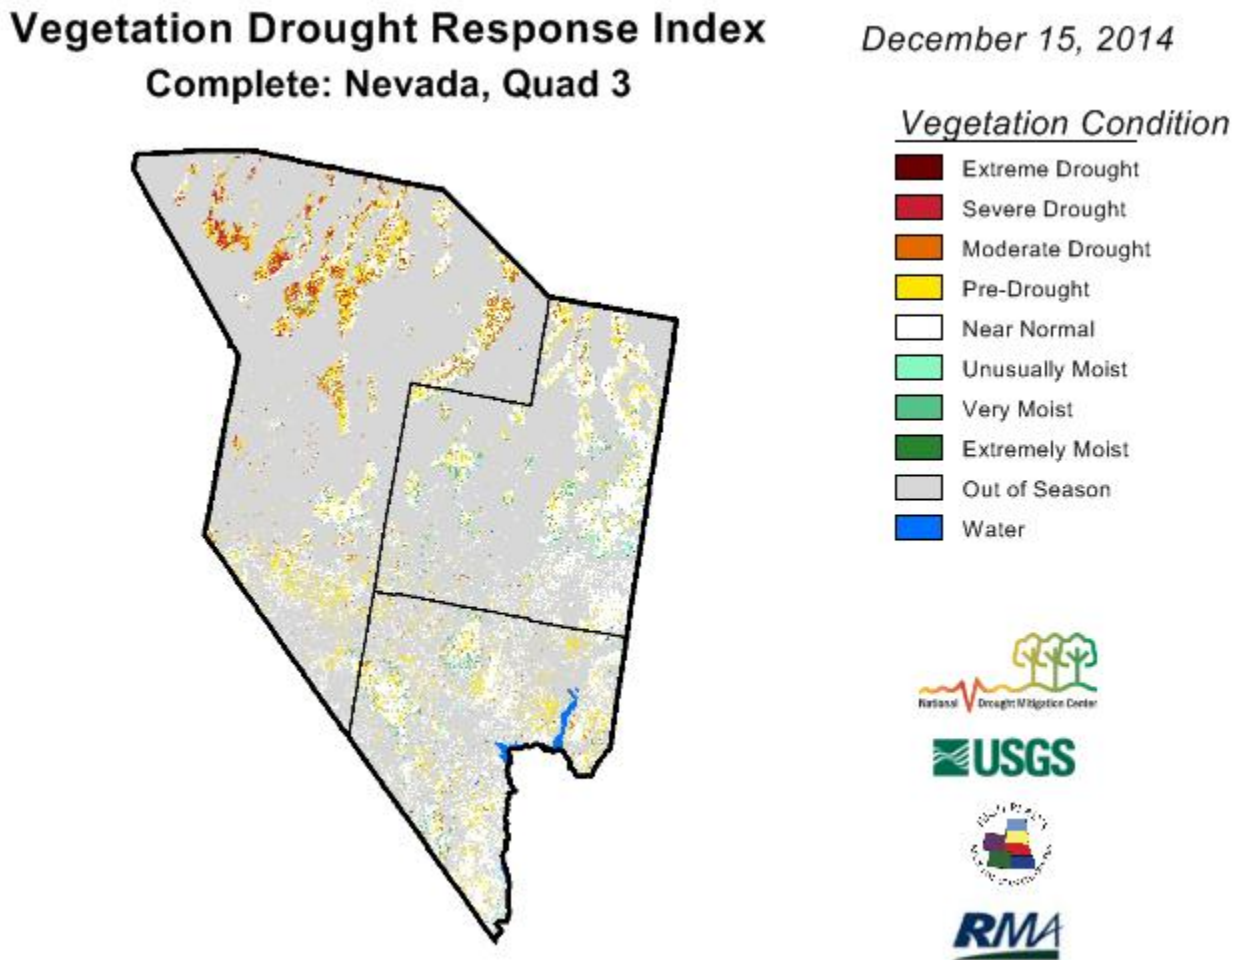 Vegetation Drought Response Index
Complete: Nevada, Quad 3
December 15, 2014
Vegetation Condition
Extreme Drought
Severe Drought
Moderate Drought
Pre-Drought
Near Normal
Unusually Moist
Very Moist
Extremely Moist
Out of Season
Water
National Drought Mitigation Center
USGS
RMA